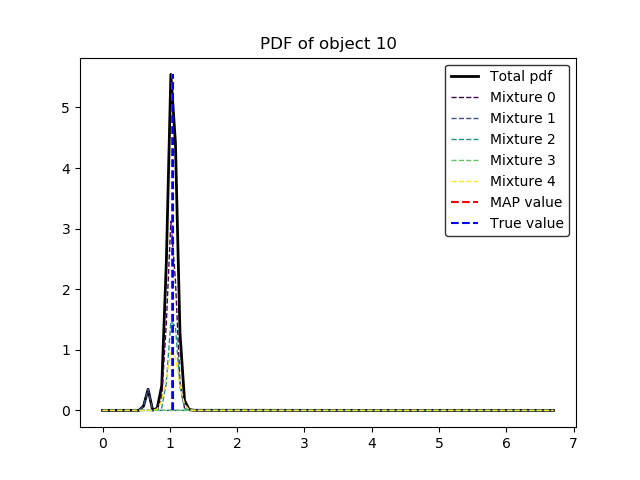 PDF of object 10
Total pdf
Mixture 0
Mixture 1
Mixture 2
Mixture 3
Mixture 4
MAP value
True value
5
4
3
2
1
0
0 1 2 3 4 5 6 7